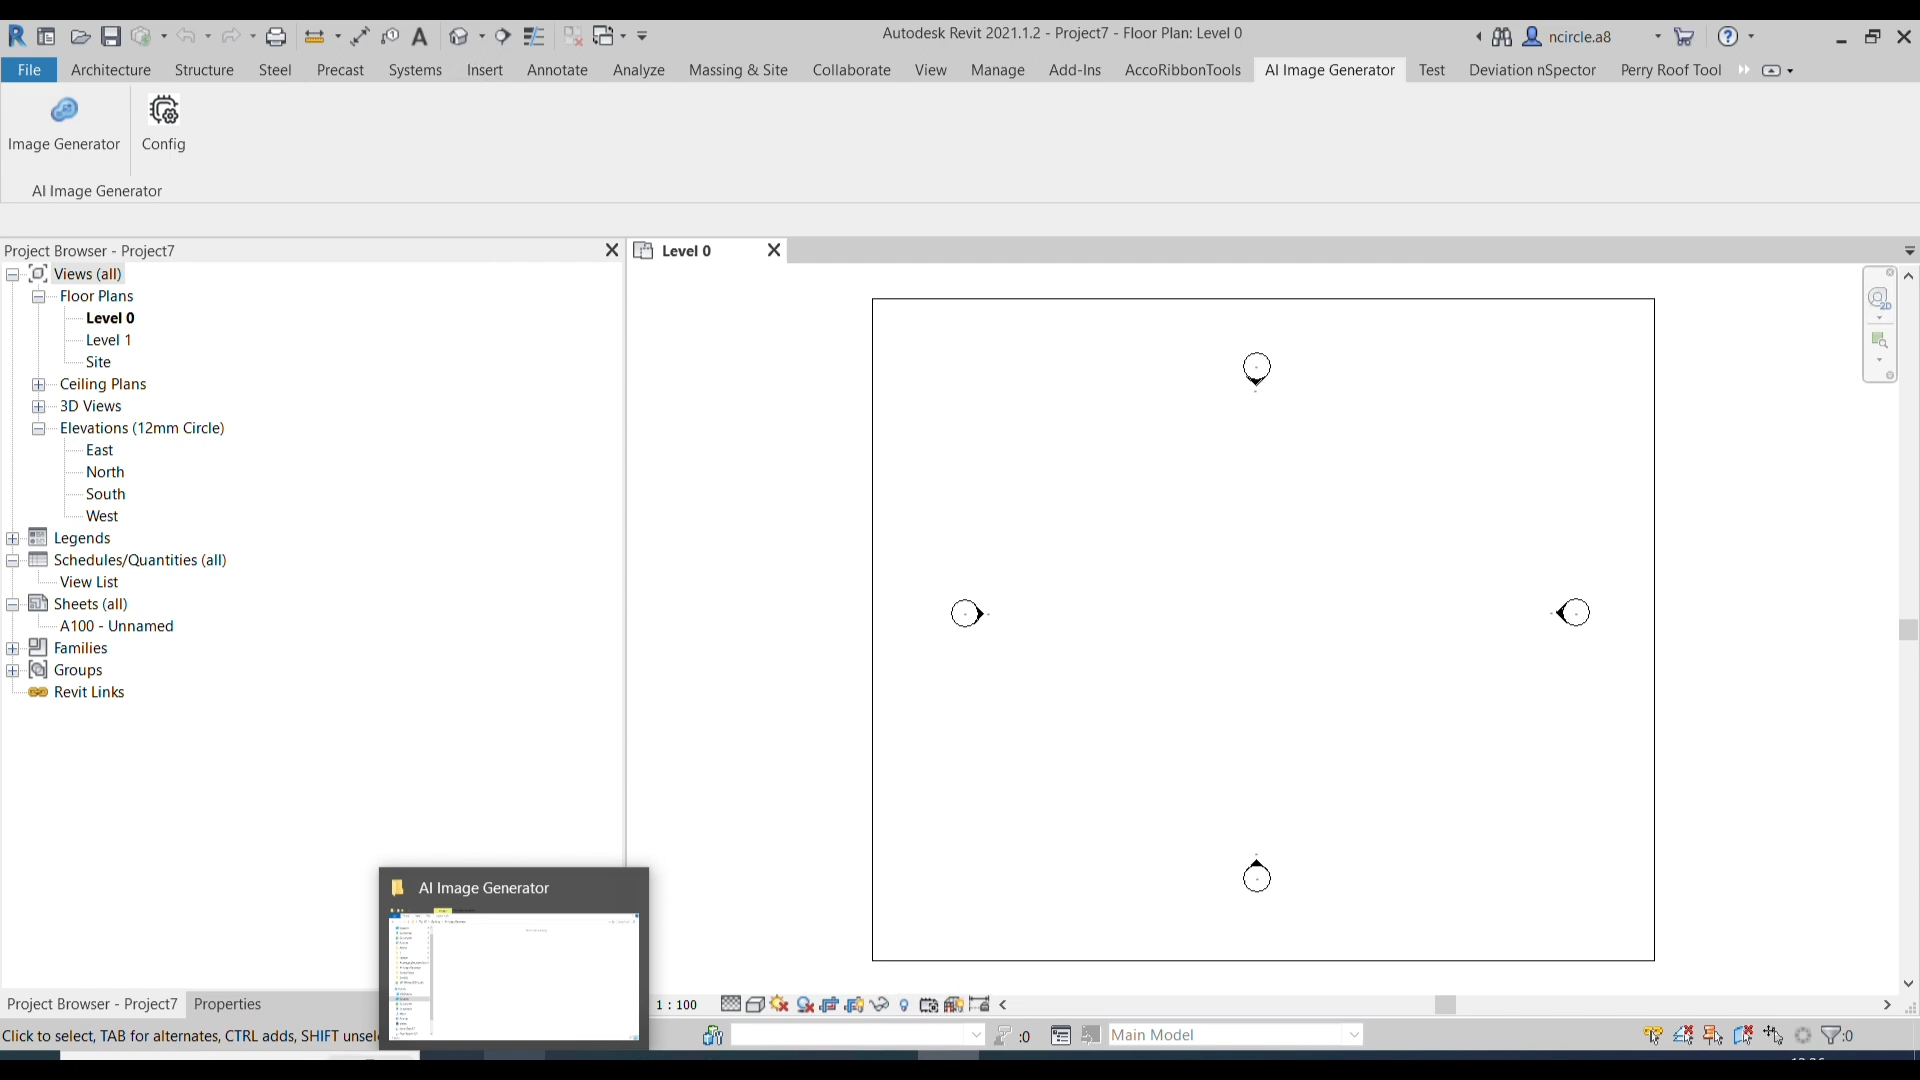 Autodesk Revit 2021.1.2 - Project7 - Floor Plan: Level 0
ncircle.a8
File Architecture Structure Steel Precast Systems Insert Annotate Analyze Massing & Site Collaborate View Manage Add-Ins AccoRibbonTools AI Image Generator Test Deviation nSpector Perry Roof Tool
Image Generator Config
AI Image Generator
Project Browser - Project7
Level 0
Views (all)
Floor Plans
Level 0
Level 1
Site
Ceiling Plans
3D Views
Elevations (12mm Circle)
East
North
South
West
Legends
Schedules/Quantities (all)
View List
Sheets (all)
A100 - Unnamed
Families
Groups
Revit Links
AI Image Generator
Project Browser - Project7 Properties
1 : 100
Click to select, TAB for alternates, CTRL adds, SHIFT
:0
Main Model
:0